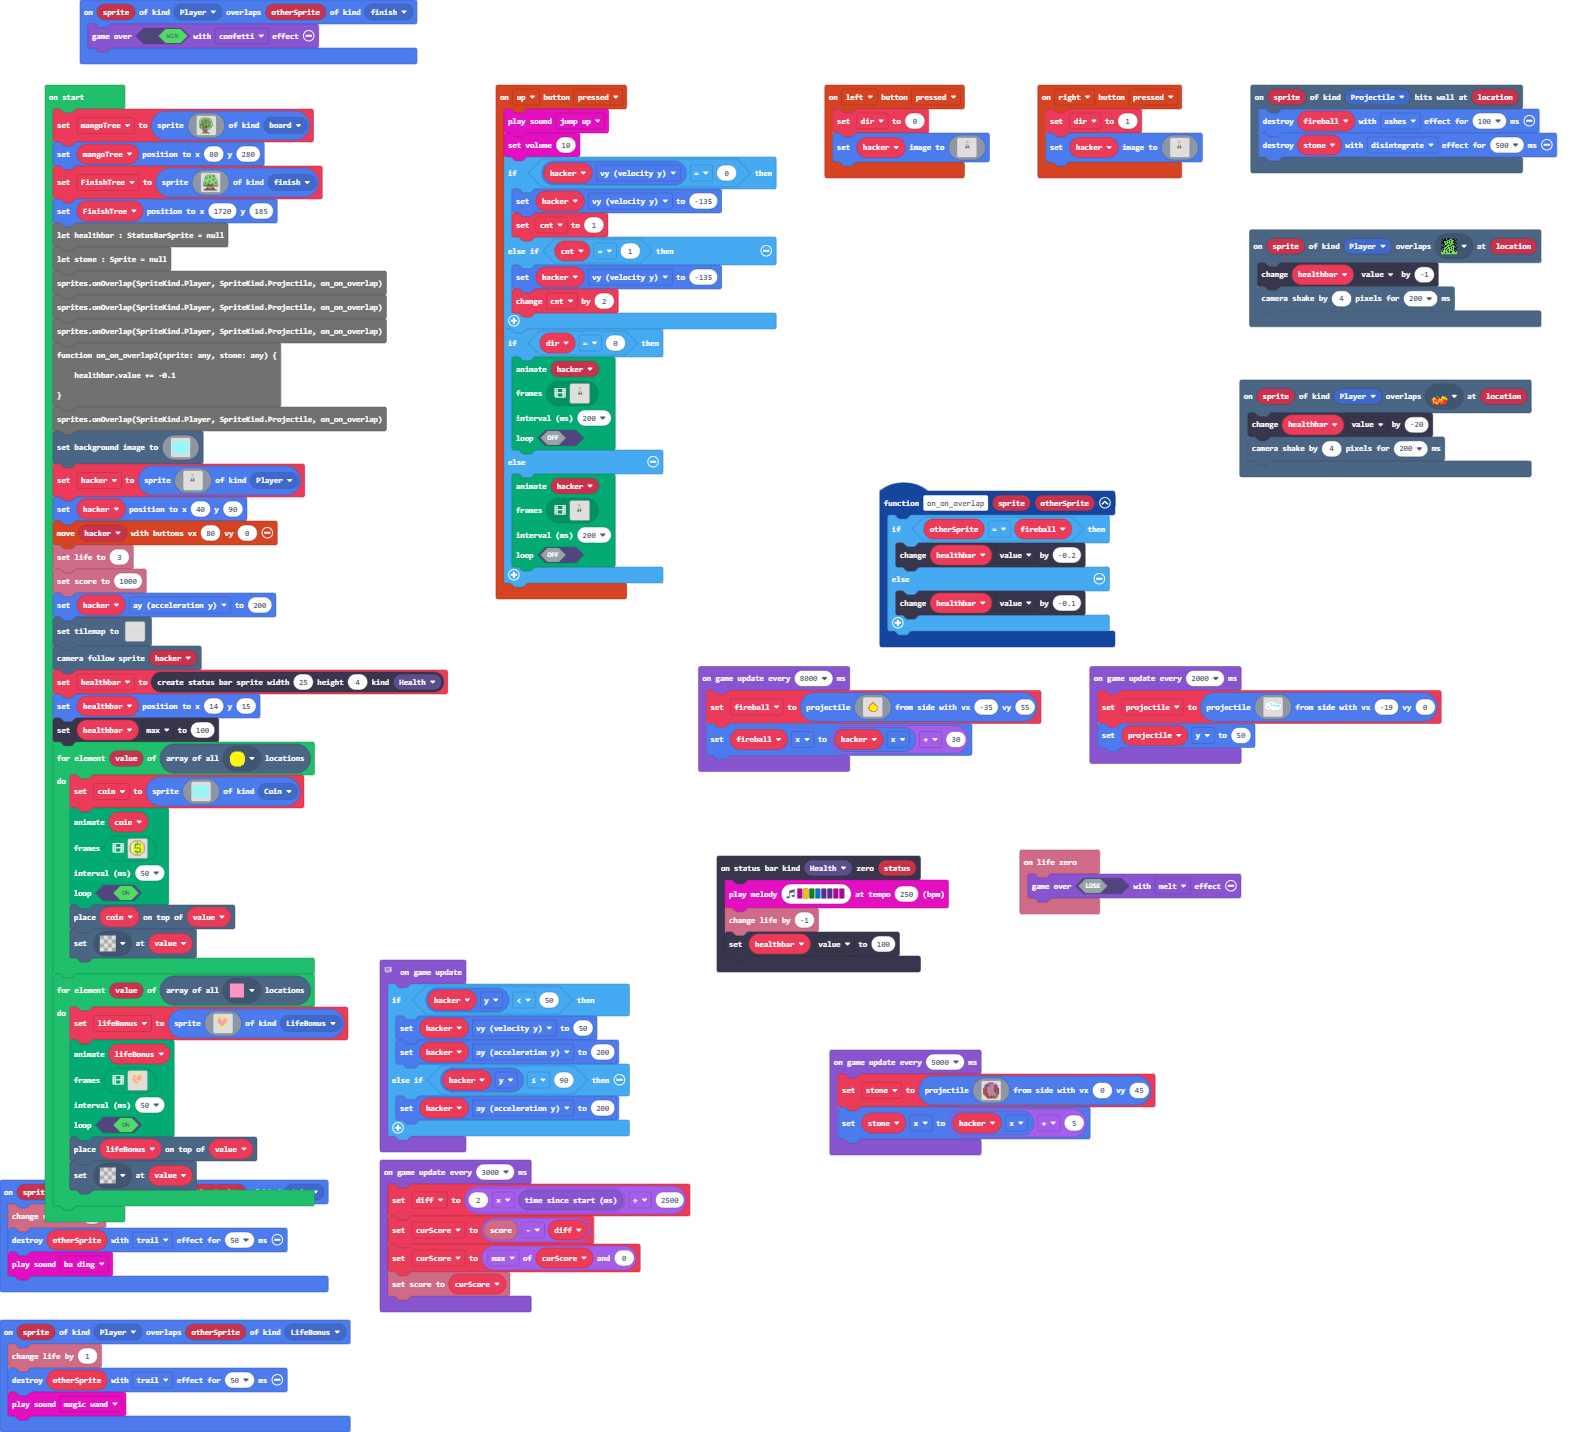 on sprite of kind Player overlaps otherSprite of kind finish
game over WIN with confetti effect
on start
set mangoTree to sprite of kind board
set mangoTree position to x 80 y 280
set FinishTree to sprite of kind finish
set FinishTree position to x 1720 y 185
let healthbar : StatusBarSprite = null
let stone : Sprite = null
sprites.onOverlap(SpriteKind.Player, SpriteKind.Projectile, on_on_overlap)
sprites.onOverlap(SpriteKind.Player, SpriteKind.Projectile, on_on_overlap)
sprites.onOverlap(SpriteKind.Player, SpriteKind.Projectile, on_on_overlap)
function on_on_overlap2(sprite: any, stone: any) {
healthbar.value += -0.1
}
sprites.onOverlap(SpriteKind.Player, SpriteKind.Projectile, on_on_overlap)
set background image to
set hacker to sprite of kind Player
set hacker position to x 40 y 90
move hacker with buttons vx 80 vy 0
set life to 3
set score to 1000
set hacker ay (acceleration y) to 200
set tilemap to
camera follow sprite hacker
set healthbar to create status bar sprite width 25 height 4 kind Health
set healthbar position to x 14 y 15
set healthbar max to 100
for element value of array of all locations
do
set coin to sprite of kind Coin
animate coin
frames
interval (ms) 50
loop ON
place coin on top of value
set at value
for element value of array of all locations
do
set lifeBonus to sprite of kind LifeBonus
animate lifeBonus
frames
interval (ms) 50
loop ON
place lifeBonus on top of value
set at value
on up button pressed
play sound jump up
set volume 10
if hacker vy (velocity y) = 0 then
set hacker vy (velocity y) to -135
set cnt to 1
else if cnt = 1 then
set hacker vy (velocity y) to -135
change cnt by 2
if dir = 0 then
animate hacker
frames
interval (ms) 200
loop OFF
else
animate hacker
frames
interval (ms) 200
loop OFF
on left button pressed
set dir to 0
set hacker image to
on right button pressed
set dir to 1
set hacker image to
on sprite of kind Projectile hits wall at location
destroy fireball with ashes effect for 100 ms
destroy stone with disintegrate effect for 500 ms
on sprite of kind Player overlaps at location
change healthbar value by -1
camera shake by 4 pixels for 200 ms
on sprite of kind Player overlaps at location
change healthbar value by -20
camera shake by 4 pixels for 200 ms
function on_on_overlap sprite otherSprite
if otherSprite = fireball then
change healthbar value by -0.2
else
change healthbar value by -0.1
on game update every 8000 ms
set fireball to projectile from side with vx -35 vy 55
set fireball x to hacker x + 30
on game update every 2000 ms
set projectile to projectile from side with vx -19 vy 0
set projectile y to 50
on status bar kind Health zero status
play melody at tempo 250 (bpm)
change life by -1
set healthbar value to 100
on life zero
game over LOSE with melt effect
on game update
if hacker y < 50 then
set hacker vy (velocity y) to 50
set hacker ay (acceleration y) to 200
else if hacker y ≤ 90 then
set hacker ay (acceleration y) to 200
on game update every 5000 ms
set stone to projectile from side with vx 0 vy 45
set stone x to hacker x + 5
on game update every 3000 ms
set diff to 2 × time since start (ms) ÷ 2500
set curScore to score - diff
set curScore to max of curScore and 0
set score to curScore
on
change
destroy otherSprite with trail effect for 50 ms
play sound ba ding
on sprite of kind Player overlaps otherSprite of kind LifeBonus
change life by 1
destroy otherSprite with trail effect for 50 ms
play sound magic wand